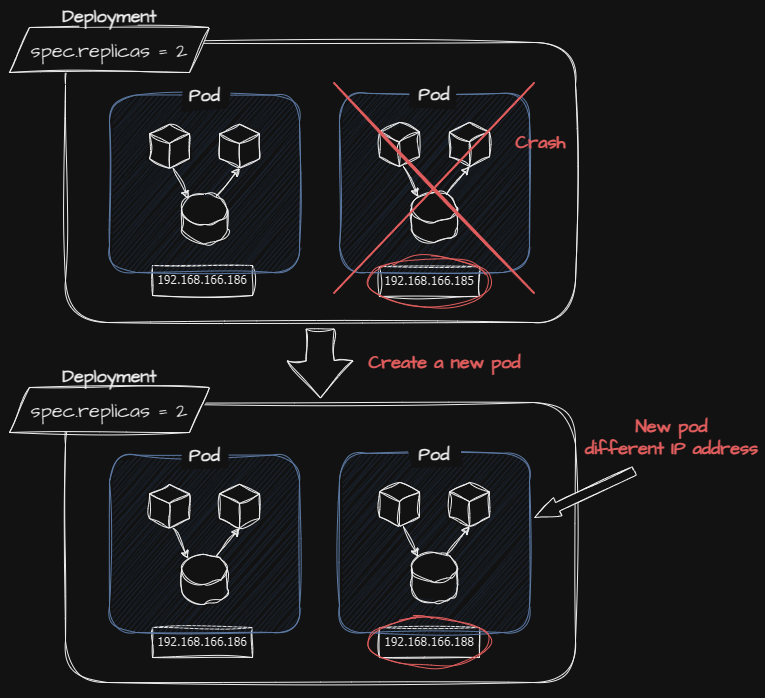 Deployment
spec.replicas = 2
Pod
Pod
Crash
192.168.166.186
192.168.166.185
Create a new pod
Deployment
spec.replicas = 2
New pod
different IP address
Pod
Pod
192.168.166.186
192.168.166.188